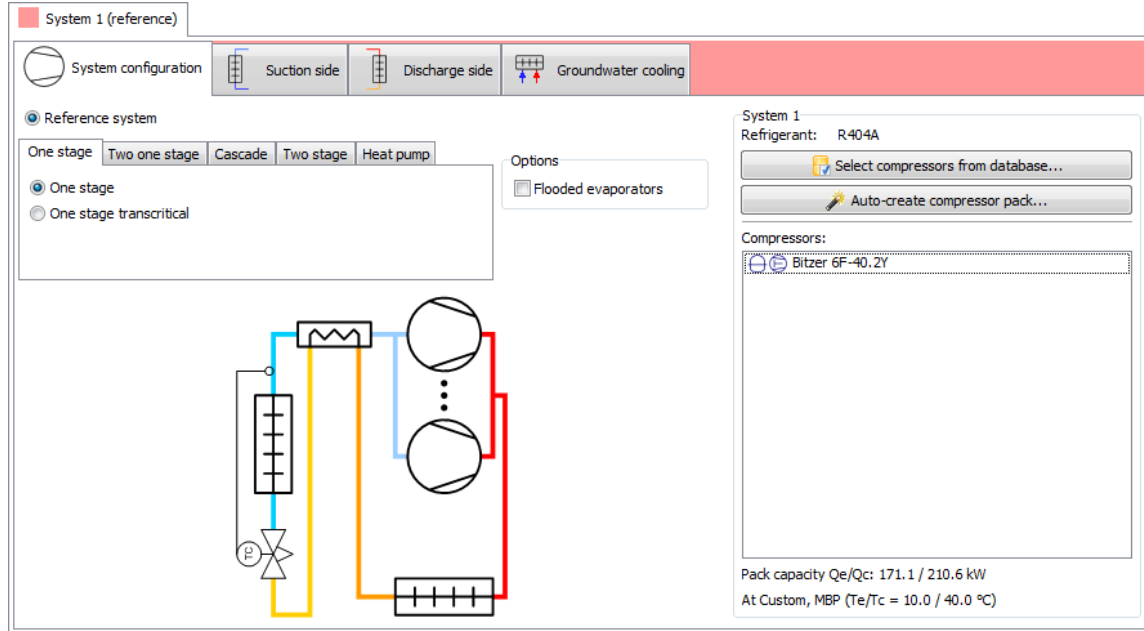 System 1 (reference)
System configuration
Suction side
Discharge side
Groundwater cooling
Reference system
One stage
Two one stage
Cascade
Two stage
Heat pump
One stage
One stage transcritical
Options
Flooded evaporators
TC
System 1
Refrigerant: R404A
Select compressors from database...
Auto-create compressor pack...
Compressors:
Bitzer 6F-40.2Y
Pack capacity Qe/Qc: 171.1 / 210.6 kW
At Custom, MBP (Te/Tc = 10.0 / 40.0 ºC)